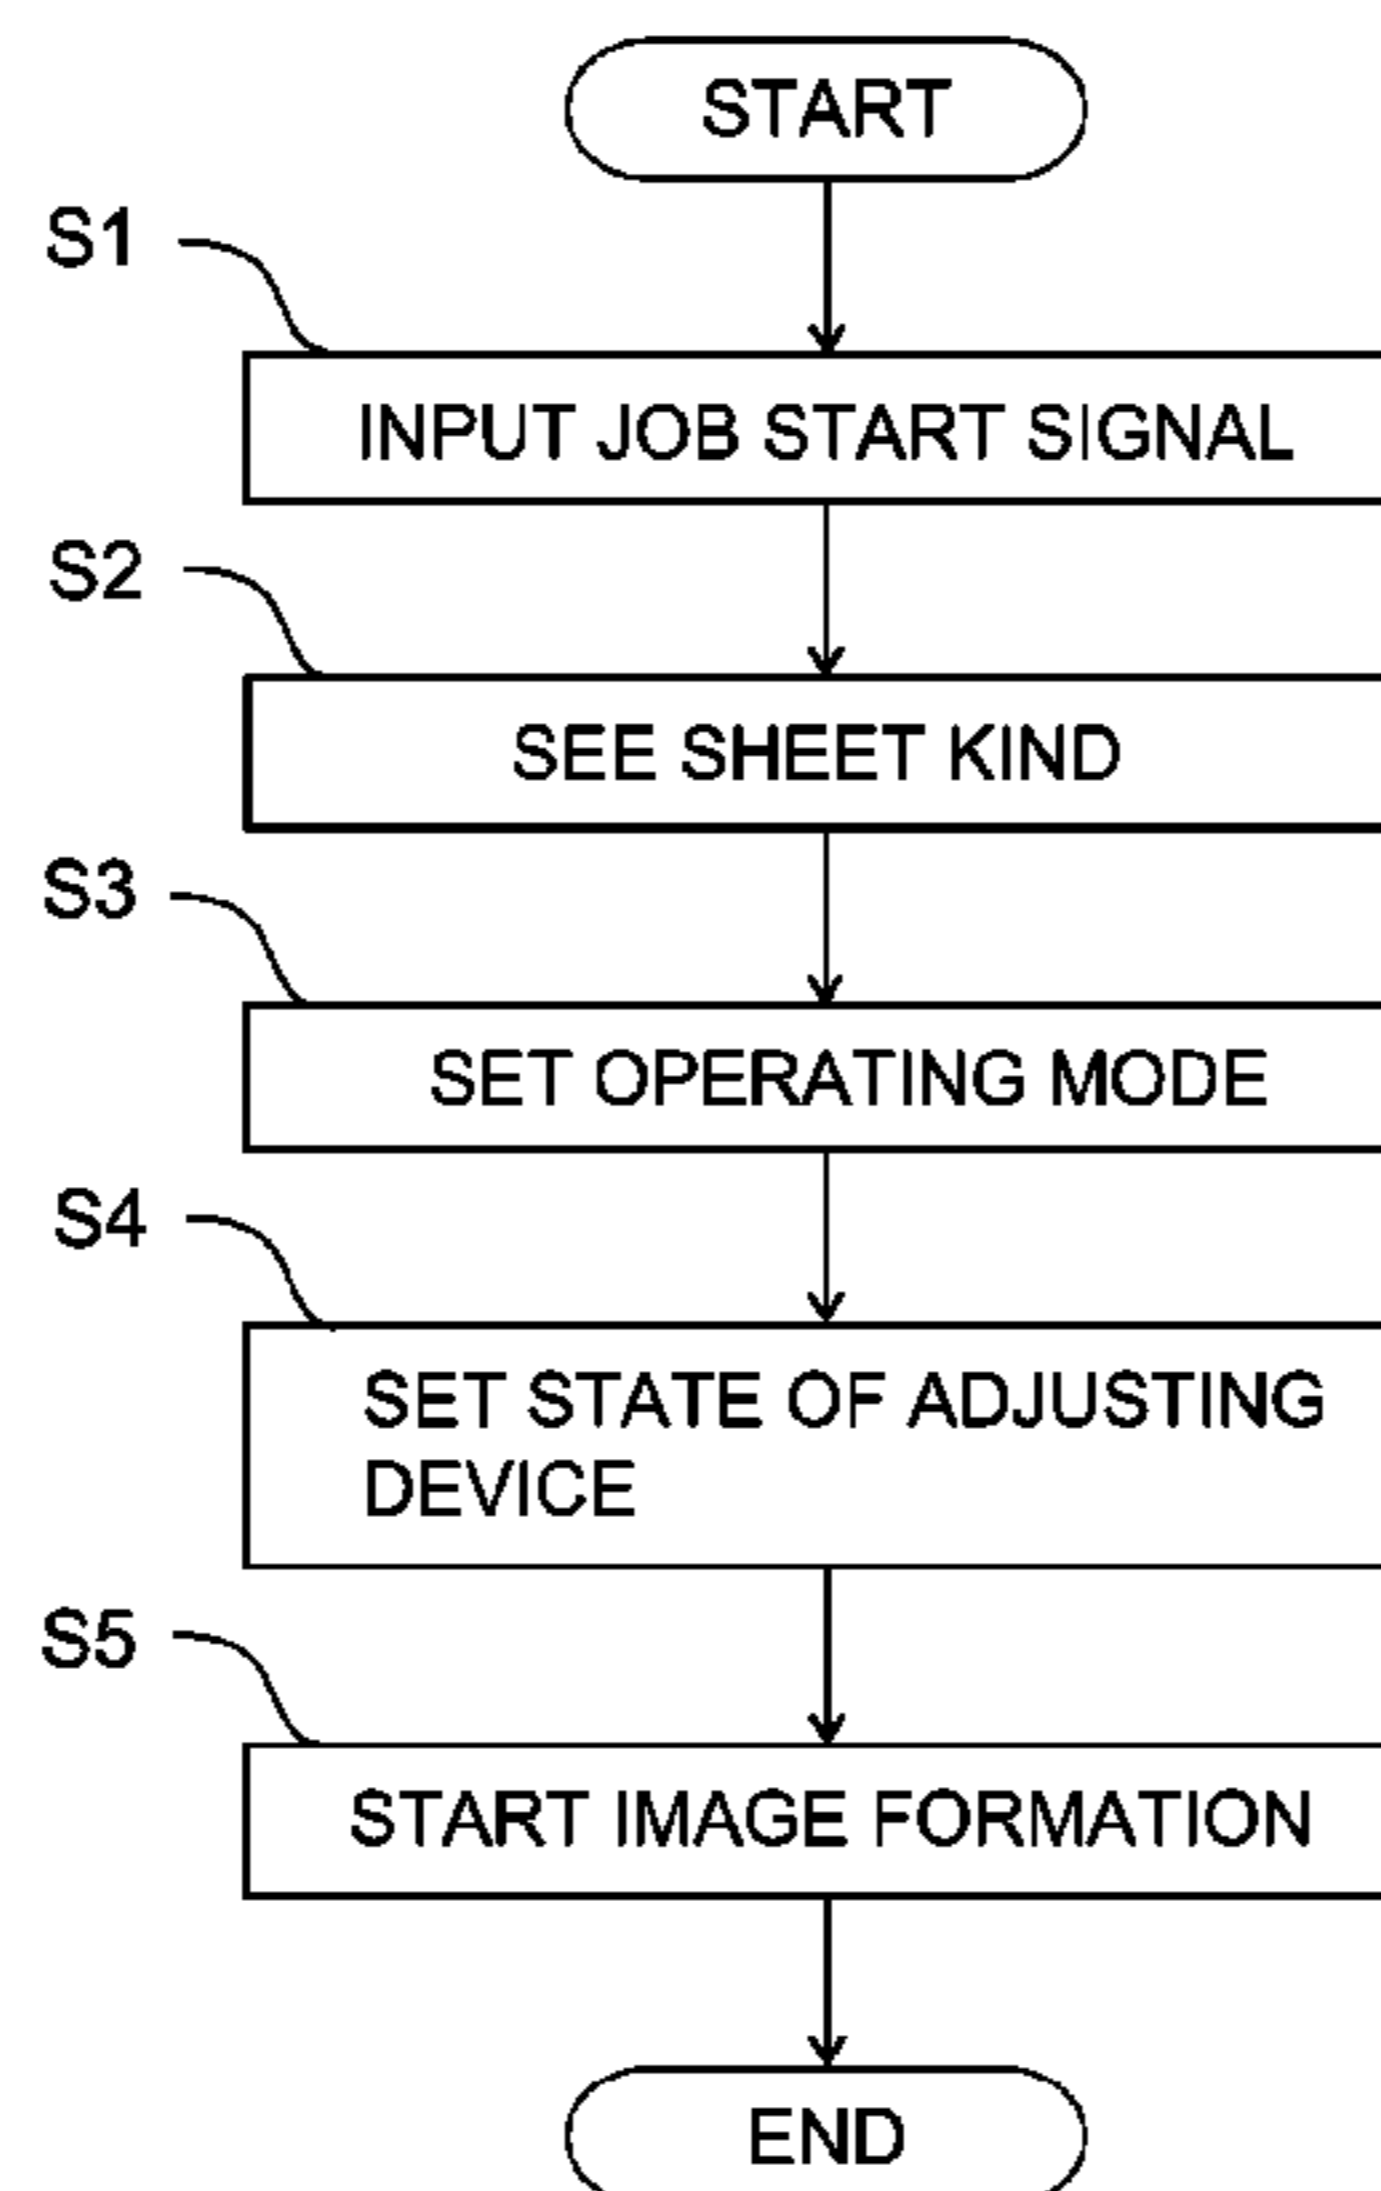 START
S1
INPUT JOB START SIGNAL
S2
SEE SHEET KIND
S3
SET OPERATING MODE
S4
SET STATE OF ADJUSTING
DEVICE
S5
START IMAGE FORMATION
END